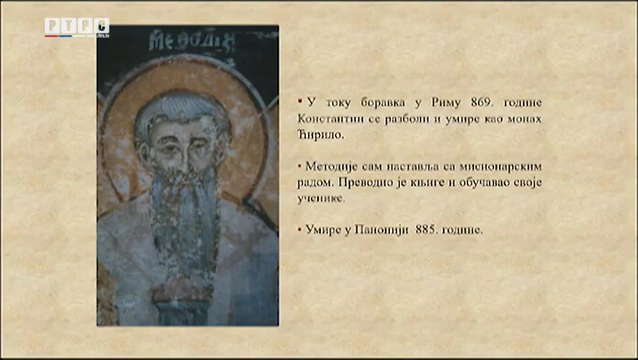 РТРС
Меѳодїи
• У току боравка у Риму 869. године
Константин се разболи и умире као монах
Ћирило.
• Методије сам наставља са мисионарским
радом. Преводио је књиге и обучавао своје
ученике.
• Умире у Панонији 885. године.